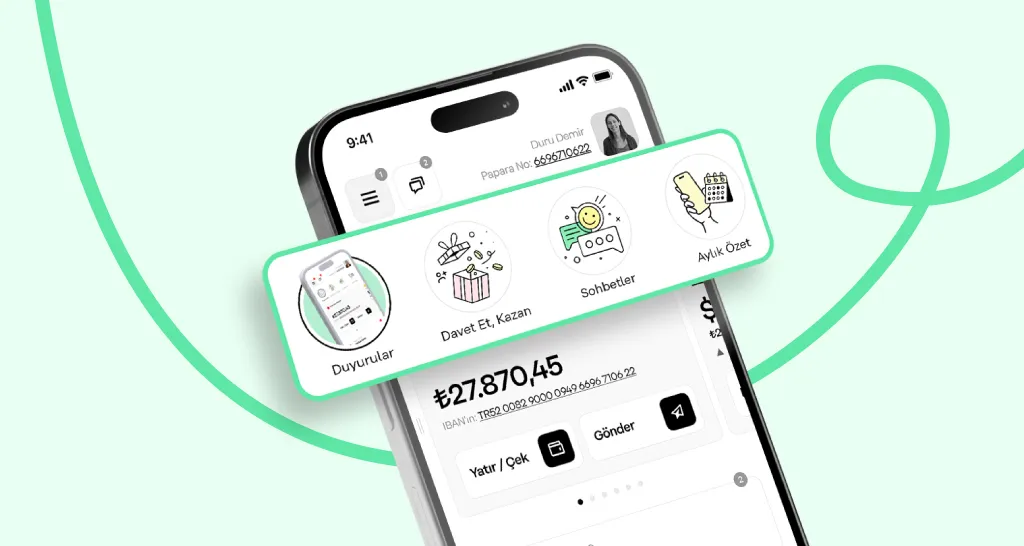 9:41
Duru Demir
Papara No: 6696710622
1
2
Duyurular
Davet Et, Kazan
Sohbetler
Aylık Özet
₺27.870,45
IBAN'ın: TR52 0082 9000 0949 6696 7106 22
Yatır / Çek
Gönder
$
₺2
2